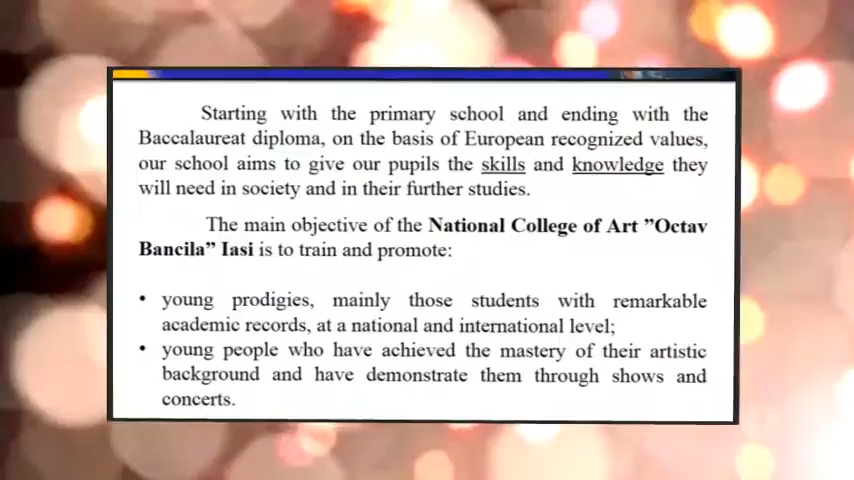 Starting with the primary school and ending with the
Baccalaureat diploma, on the basis of European recognized values,
our school aims to give our pupils the skills and knowledge they
will need in society and in their further studies.
The main objective of the National College of Art ”Octav
Bancila” Iasi is to train and promote:
• young prodigies, mainly those students with remarkable
academic records, at a national and international level;
• young people who have achieved the mastery of their artistic
background and have demonstrate them through shows and
concerts.